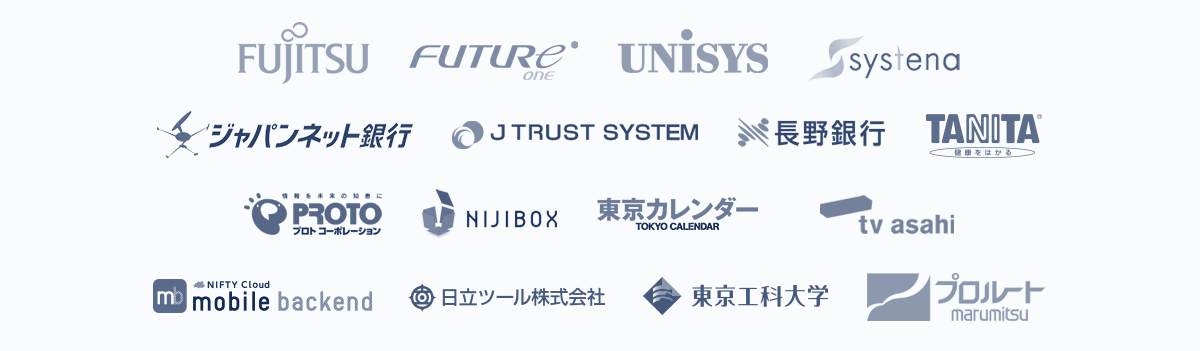 FUJITSU
FUTURe
ONE
UNiSYS
systena
ジャパンネット銀行
J TRUST SYSTEM
長野銀行
TANITA
健康をはかる
情報を未来の知恵に
PROTO
プロト コーポレーション
NIJIBOX
東京カレンダー
TOKYO CALENDAR
tv asahi
mb
NIFTY Cloud
mobile backend
日立ツール株式会社
東京工科大学
プロルート
marumitsu